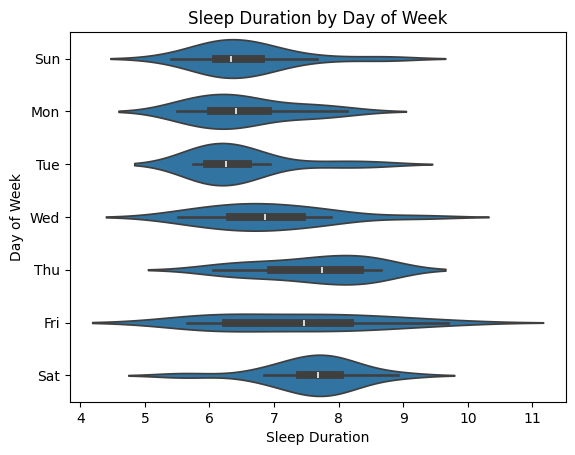 Sleep Duration by Day of Week
Sun
Mon
Tue
Wed
Thu
Fri
Sat
Day of Week
4 5 6 7 8 9 10 11
Sleep Duration